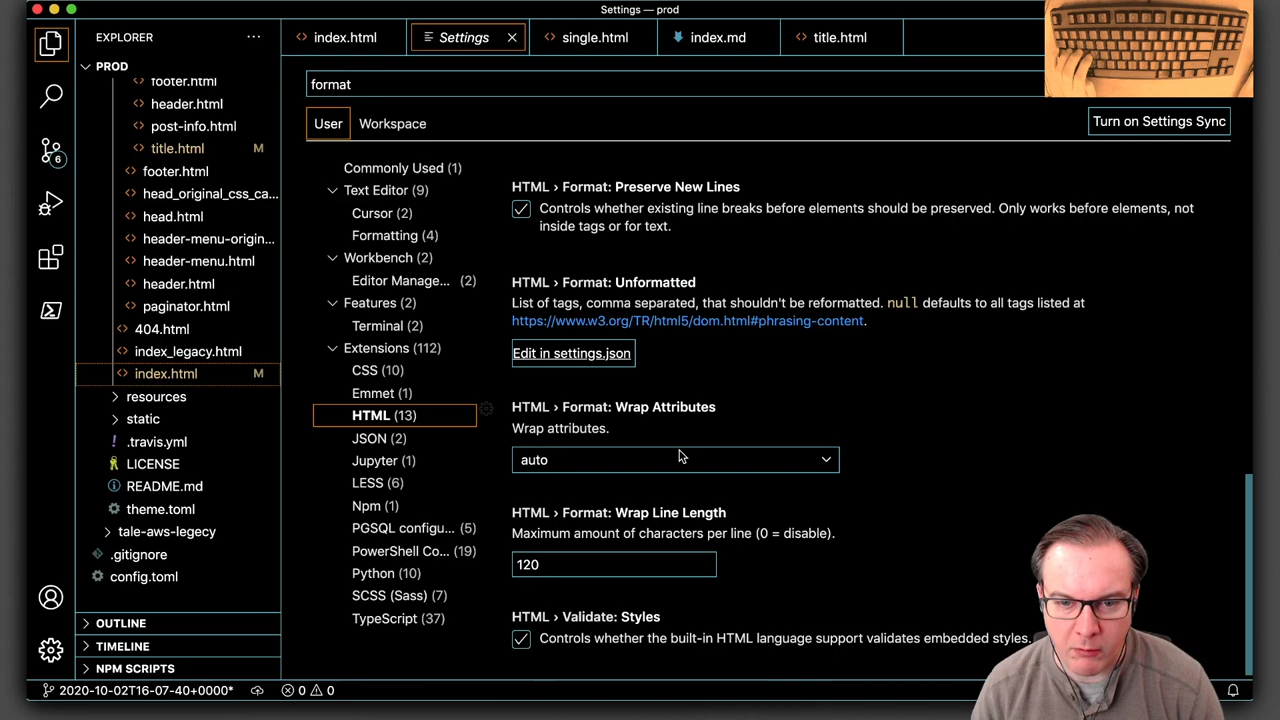 Settings — prod
EXPLORER
···
index.html
Settings
single.html
index.md
title.html
PROD
footer.html
header.html
post-info.html
title.html M
footer.html
head_original_css_ca...
head.html
header-menu-origin...
header-menu.html
header.html
paginator.html
404.html
index_legacy.html
index.html M
resources
static
.travis.yml
LICENSE
README.md
theme.toml
tale-aws-legacy
.gitignore
config.toml
OUTLINE
TIMELINE
NPM SCRIPTS
6
format
User
Workspace
Turn on Settings Sync
Commonly Used (1)
Text Editor (9)
Cursor (2)
Formatting (4)
Workbench (2)
Editor Manage... (2)
Features (2)
Terminal (2)
Extensions (112)
CSS (10)
Emmet (1)
HTML (13)
JSON (2)
Jupyter (1)
LESS (6)
Npm (1)
PGSQL configu... (5)
PowerShell Co... (19)
Python (10)
SCSS (Sass) (7)
TypeScript (37)
HTML › Format: Preserve New Lines
Controls whether existing line breaks before elements should be preserved. Only works before elements, not
inside tags or for text.
HTML › Format: Unformatted
List of tags, comma separated, that shouldn't be reformatted. null defaults to all tags listed at
https://www.w3.org/TR/html5/dom.html#phrasing-content.
Edit in settings.json
HTML › Format: Wrap Attributes
Wrap attributes.
auto
HTML › Format: Wrap Line Length
Maximum amount of characters per line (0 = disable).
120
HTML › Validate: Styles
Controls whether the built-in HTML language support validates embedded styles.
2020-10-02T16-07-40+0000*
0
0